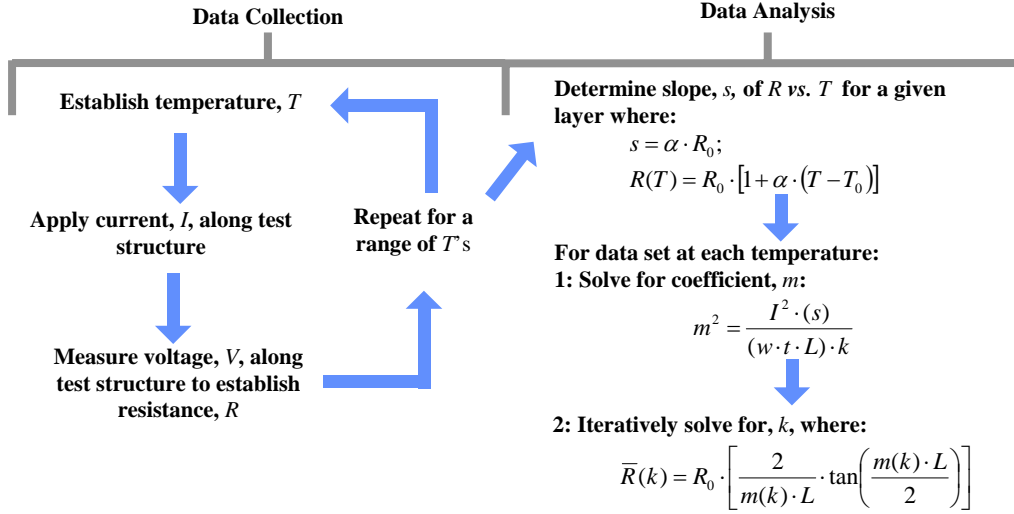 Data Collection
Establish temperature, T
Apply current, I, along test
structure
Measure voltage, V, along
test structure to establish
resistance, R
Repeat for a
range of T's
Data Analysis
Determine slope, s, of R vs. T for a given
layer where:
s = α · R₀;
R(T) = R₀ · [1 + α · (T − T₀)]
For data set at each temperature:
1: Solve for coefficient, m:
m² = I² · (s) / (w · t · L) · k
2: Iteratively solve for, k, where:
R̅(k) = R₀ · [2 / m(k) · L · tan(m(k) · L / 2)]